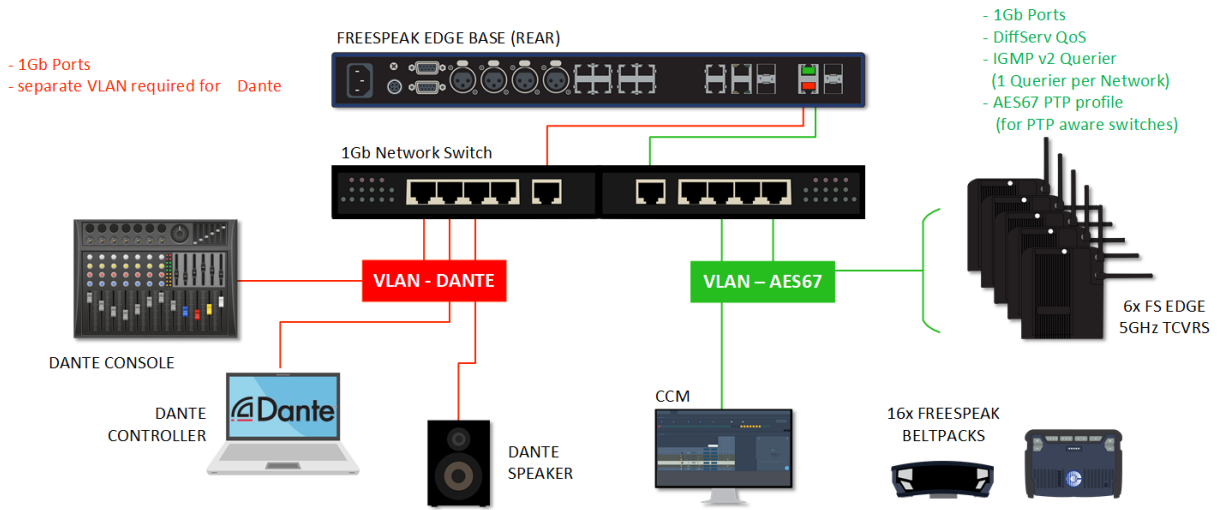 FREESPEAK EDGE BASE (REAR)
- 1Gb Ports
- separate VLAN required for Dante
- 1Gb Ports
- DiffServ QoS
- IGMP v2 Querier
(1 Querier per Network)
- AES67 PTP profile
(for PTP aware switches)
1Gb Network Switch
VLAN - DANTE
VLAN – AES67
6x FS EDGE
5GHz TCVRS
DANTE CONSOLE
DANTE
CONTROLLER
Dante
DANTE
SPEAKER
CCM
16x FREESPEAK
BELTPACKS